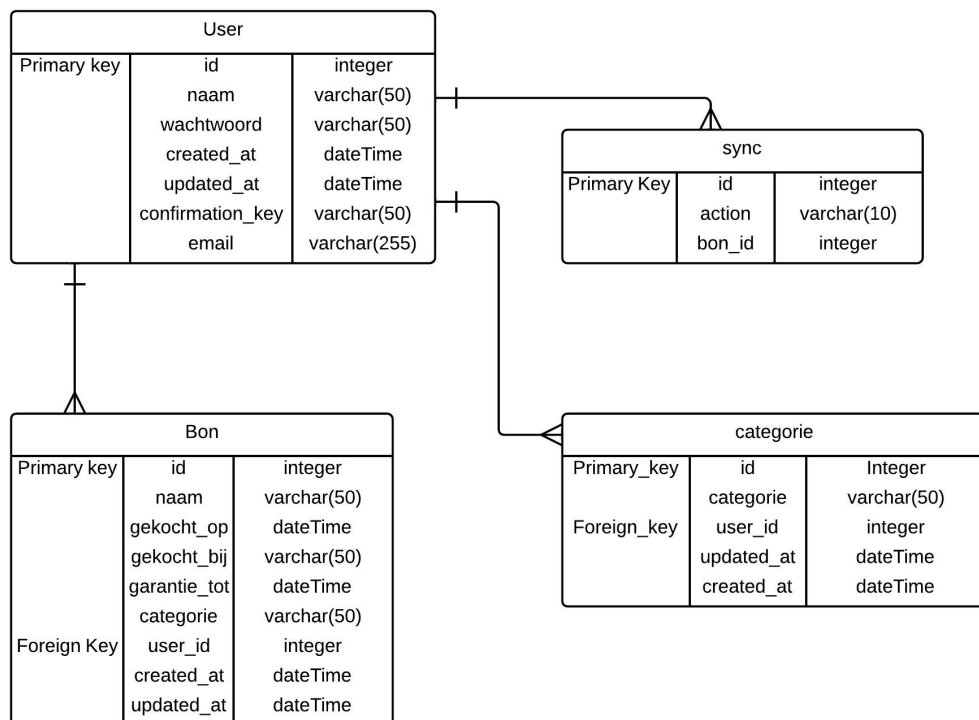 User
Primary key id integer
naam varchar(50)
wachtwoord varchar(50)
created_at dateTime
updated_at dateTime
confirmation_key varchar(50)
email varchar(255)
sync
Primary Key id integer
action varchar(10)
bon_id integer
Bon
Primary key id integer
naam varchar(50)
gekocht_op dateTime
gekocht_bij varchar(50)
garantie_tot dateTime
categorie varchar(50)
Foreign Key user_id integer
created_at dateTime
updated_at dateTime
categorie
Primary_key id Integer
categorie varchar(50)
Foreign_key user_id integer
updated_at dateTime
created_at dateTime